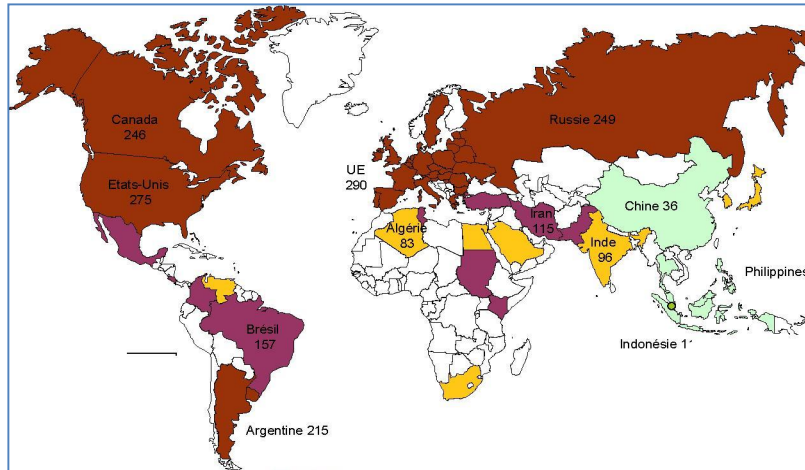 Canada
246
Russie 249
UE
290
Etats-Unis
275
Chine 36
Iran
115
Algérie
83
Inde
96
Philippines
Brésil
157
Indonésie
Argentine 215